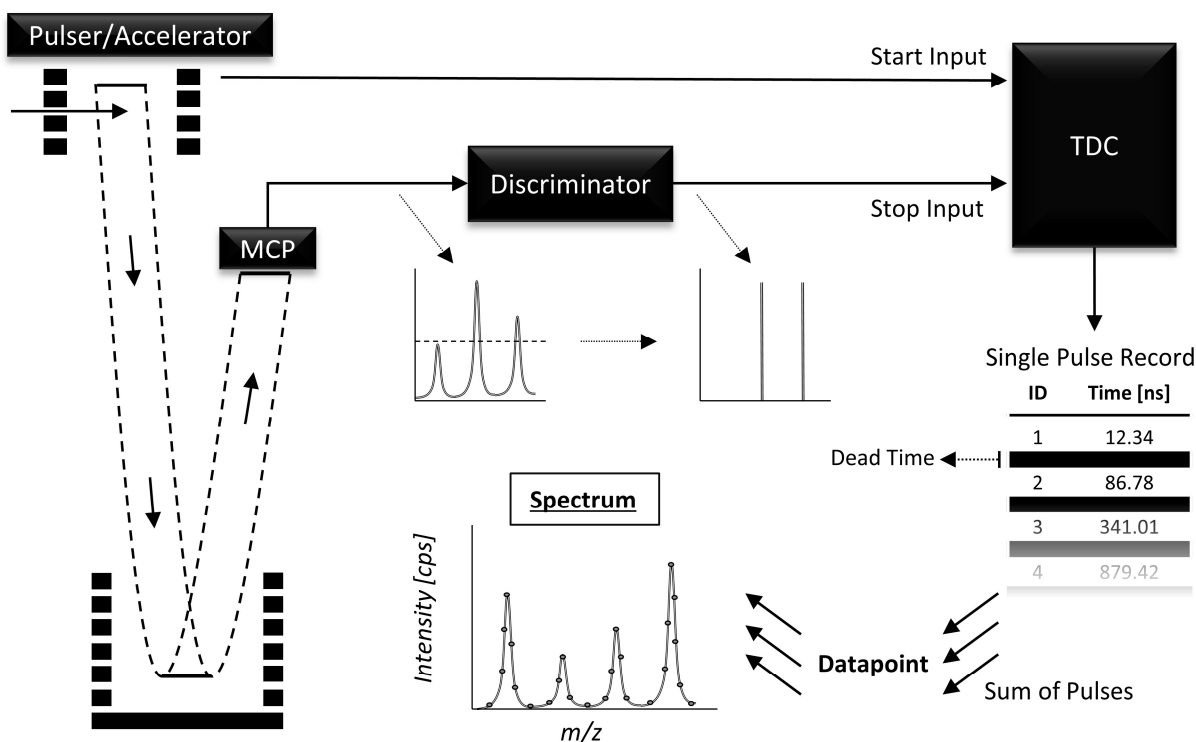 Pulser/Accelerator
Start Input
TDC
Discriminator
Stop Input
MCP
Single Pulse Record
ID Time [ns]
1 12.34
Dead Time
2 86.78
3 341.01
4 879.42
Spectrum
Intensity [cps]
m/z
Datapoint
Sum of Pulses